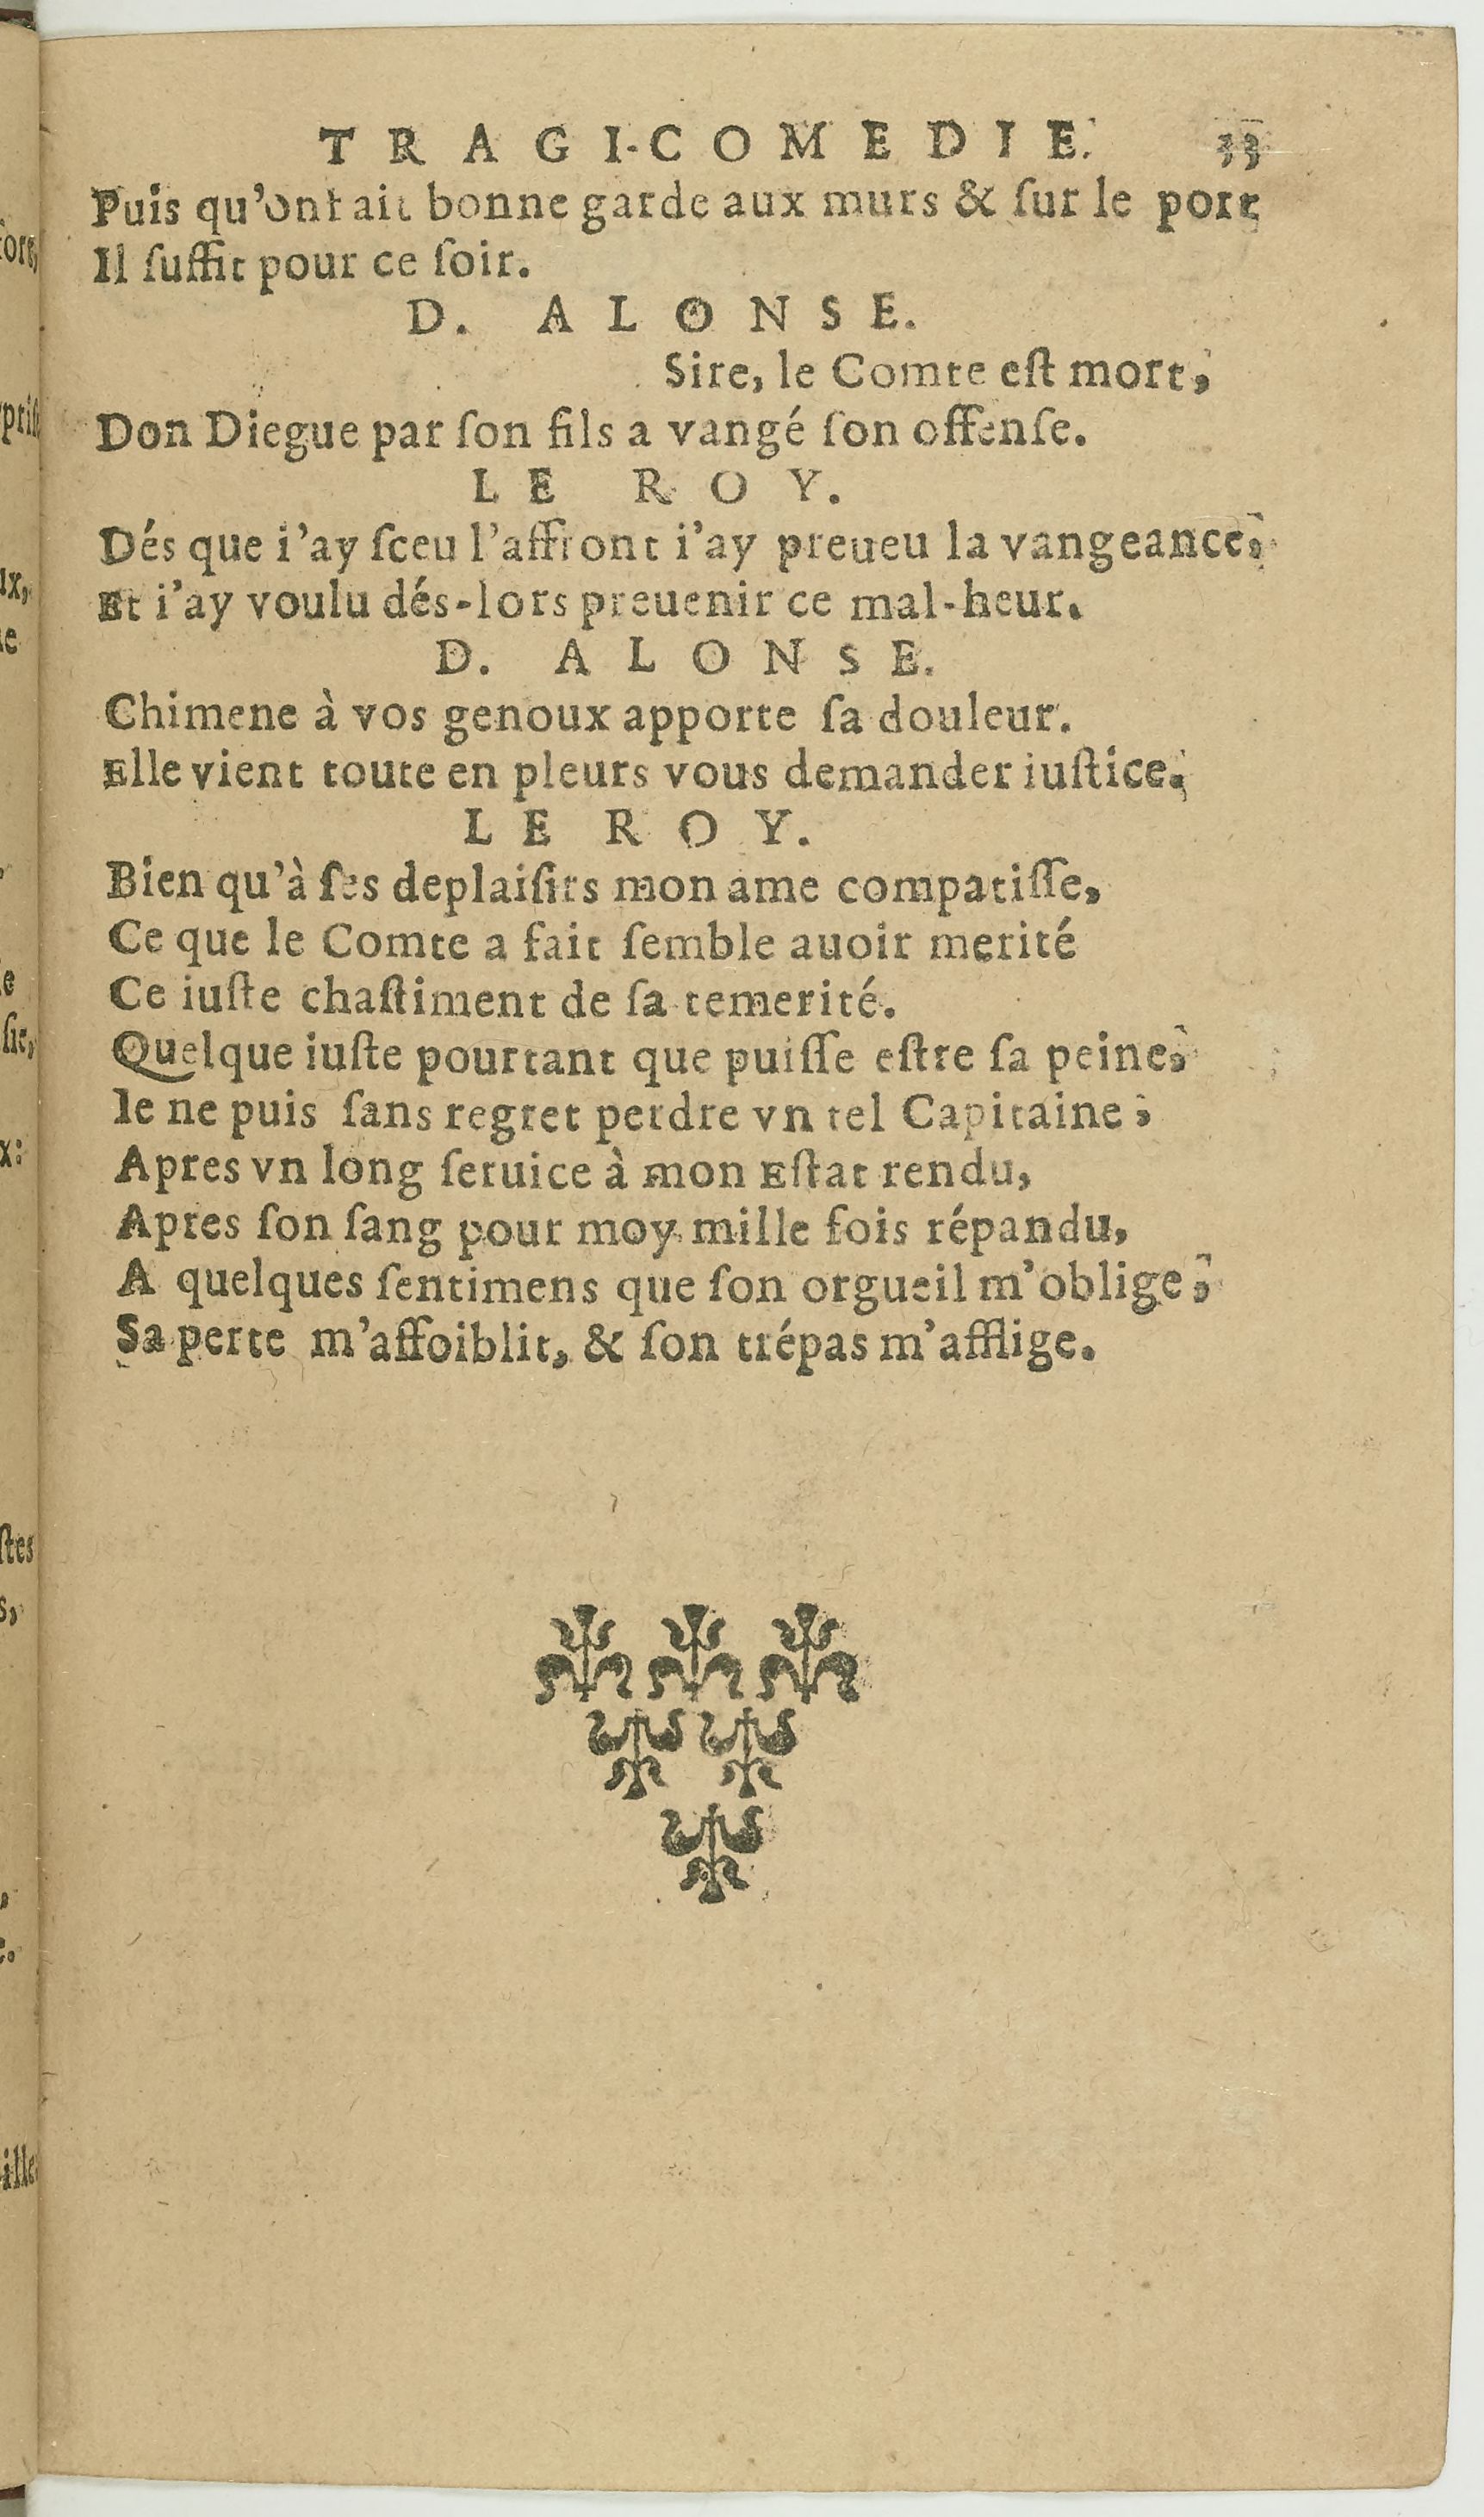 TRAGI-COMEDIE. 33
Puis qu'ont ait bonne garde aux murs & ſur le port
Il ſuffit pour ce ſoir.
D. ALONSE.
Sire, le Comte eſt mort,
Don Diegue par ſon fils a vangé ſon offenſe.
LE ROY.
Dés que i'ay ſceu l'affront i'ay preueu la vangeance,
Et i'ay voulu dés-lors preuenir ce mal-heur.
D. ALONSE.
Chimene à vos genoux apporte ſa douleur.
Elle vient toute en pleurs vous demander iuſtice.
LE ROY.
Bien qu'à ſes deplaiſirs mon ame compatiſſe,
Ce que le Comte a fait ſemble auoir merité
Ce iuſte chaſtiment de ſa temerité.
Quelque iuſte pourtant que puiſſe eſtre ſa peine,
Ie ne puis ſans regret perdre vn tel Capitaine;
Apres vn long ſeruice à mon Eſtat rendu,
Apres ſon ſang pour moy mille fois répandu,
A quelques ſentimens que ſon orgueil m'oblige,
Sa perte m'affoiblit, & ſon trépas m'afflige.